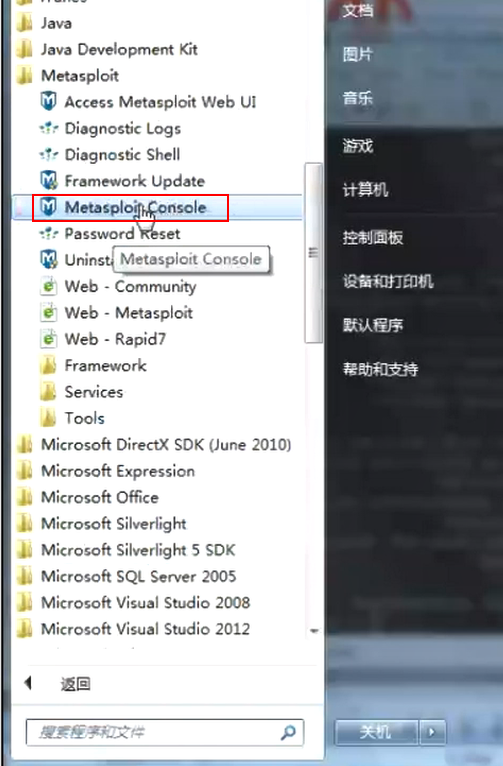 Java
Java Development Kit
Metasploit
Access Metasploit Web UI
Diagnostic Logs
Diagnostic Shell
Framework Update
Metasploit Console
Password Reset
Metasploit Console
Web - Community
Web - Metasploit
Web - Rapid7
Framework
Services
Tools
Microsoft DirectX SDK (June 2010)
Microsoft Expression
Microsoft Office
Microsoft Silverlight
Microsoft Silverlight 5 SDK
Microsoft SQL Server 2005
Microsoft Visual Studio 2008
Microsoft Visual Studio 2012
返回
搜索程序和文件
文档
图片
音乐
游戏
计算机
控制面板
设备和打印机
默认程序
帮助和支持
关机